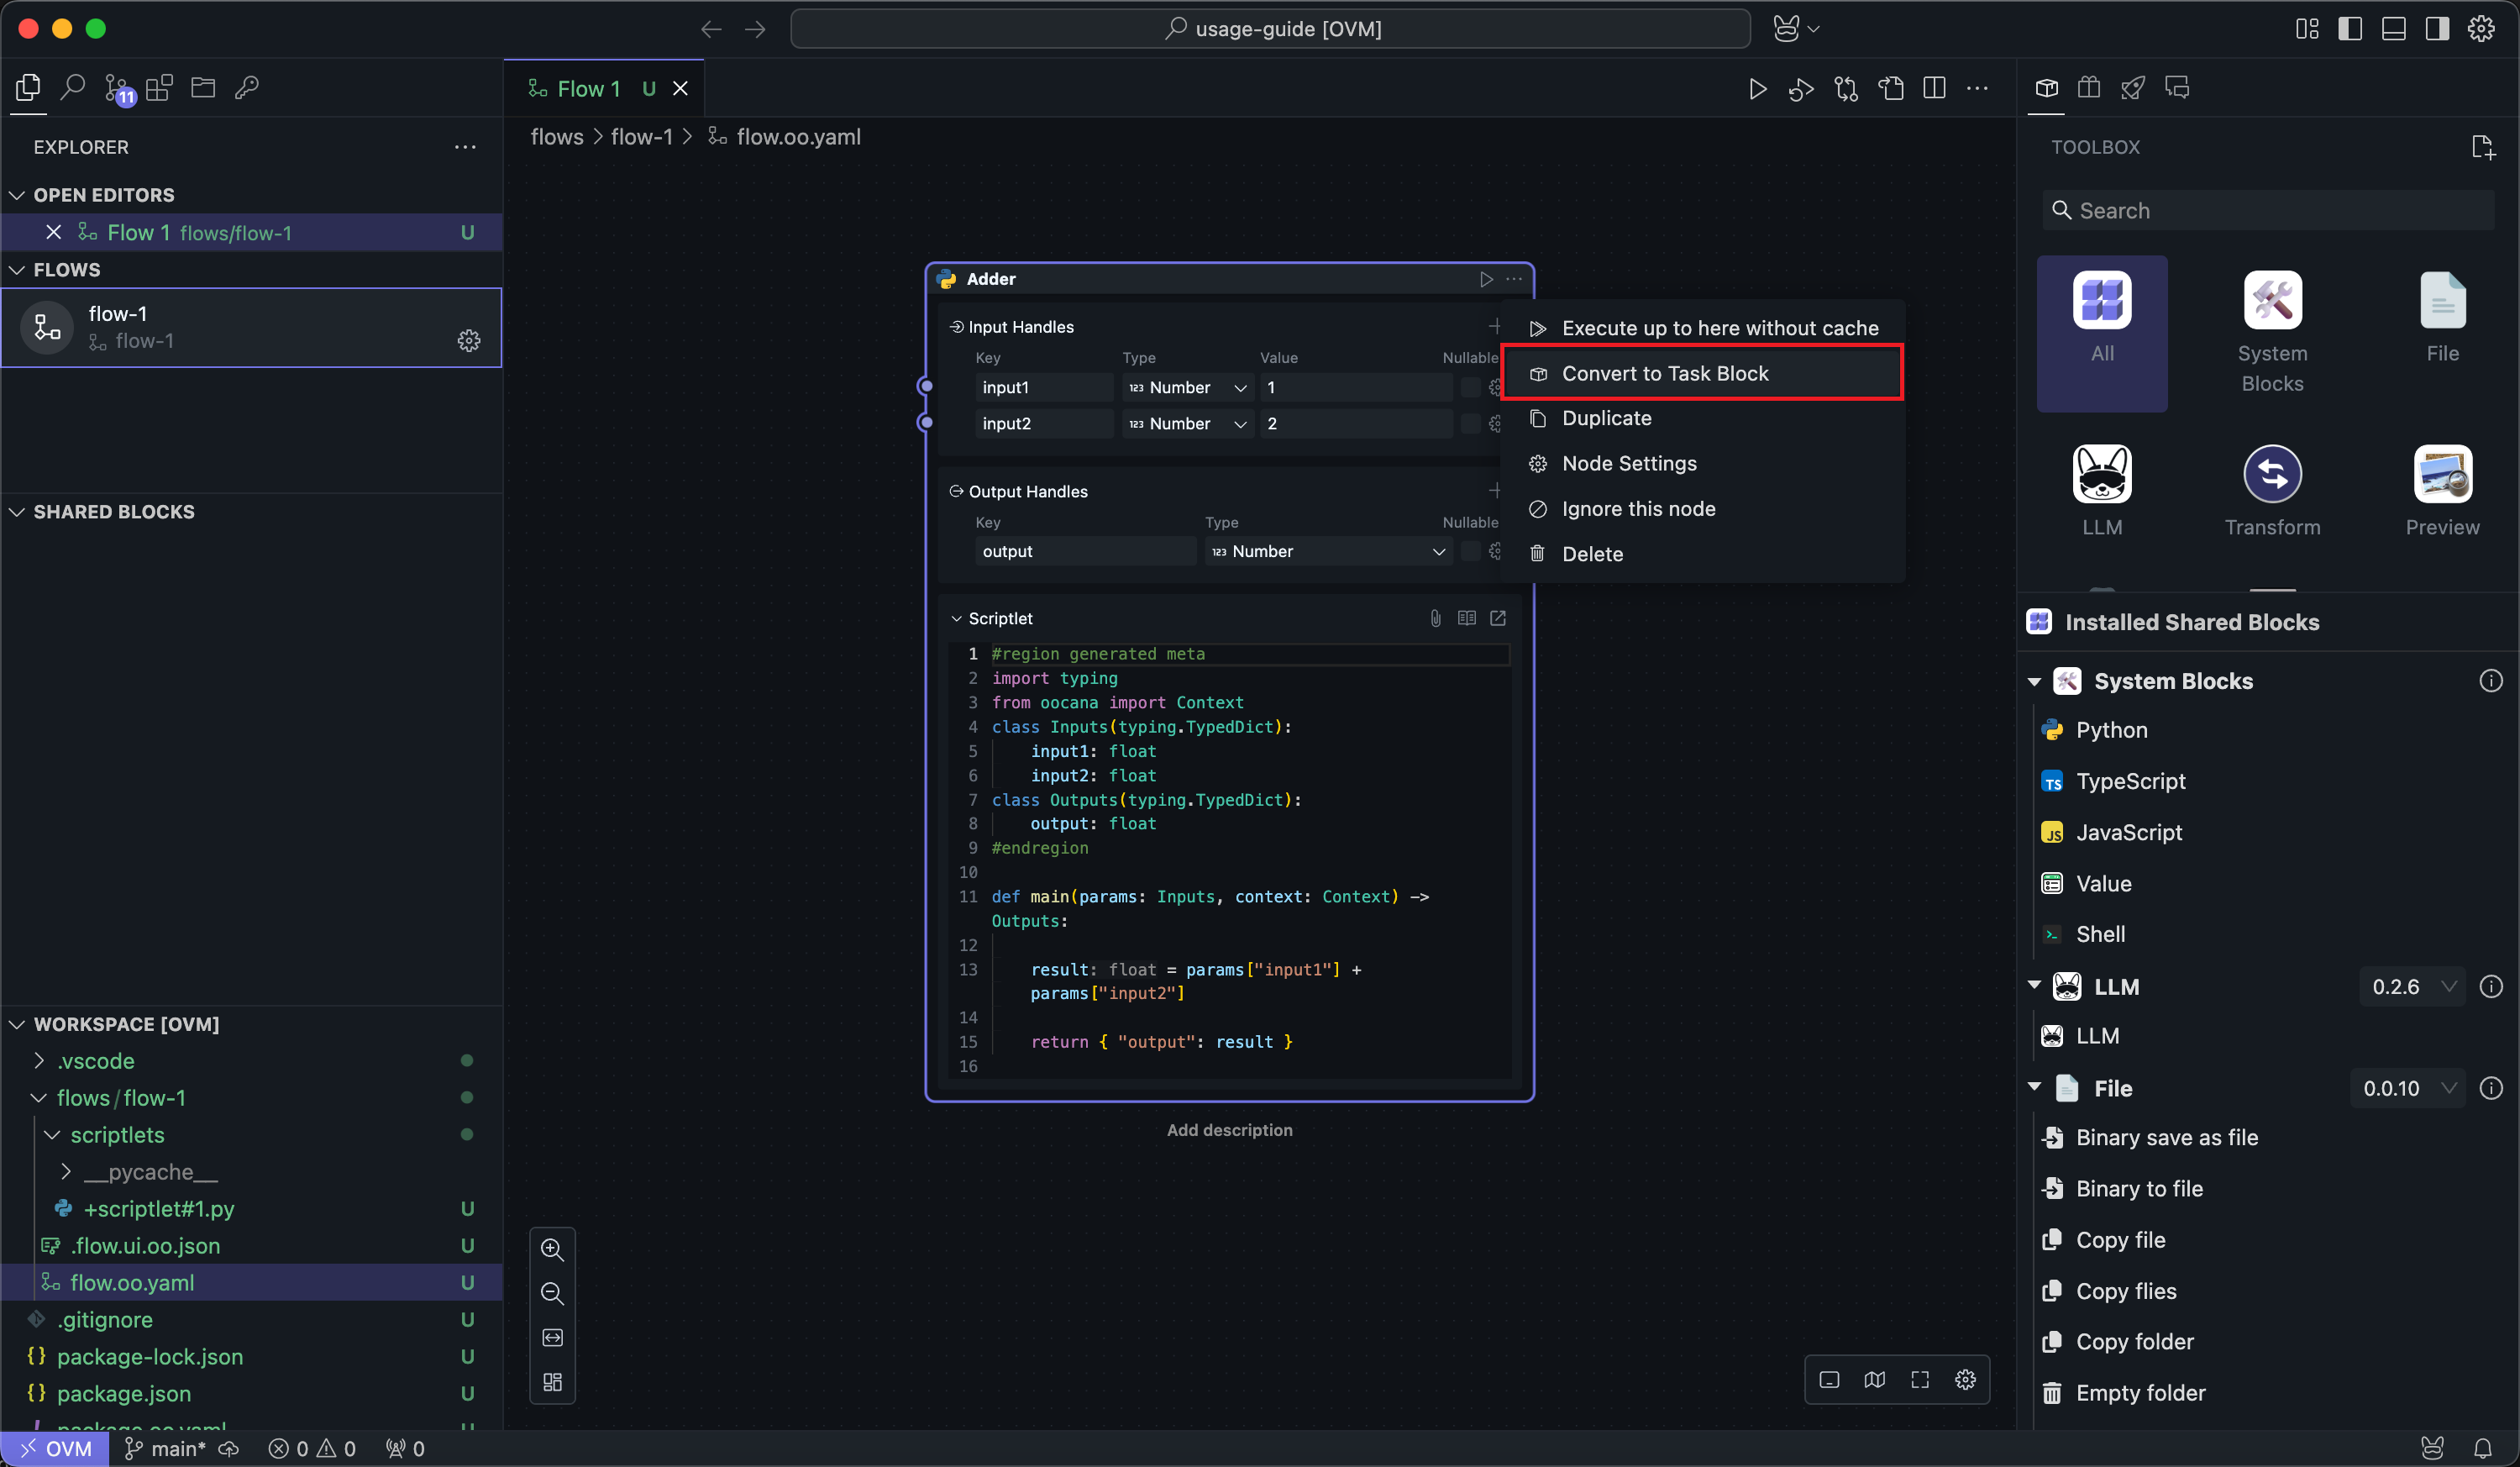 usage-guide [OVM]
11
Flow 1 U
EXPLORER
OPEN EDITORS
Flow 1 flows/flow-1 U
FLOWS
flow-1
flow-1
SHARED BLOCKS
WORKSPACE [OVM]
.vscode
flows/flow-1
scriptlets
__pycache__
+scriptlet#1.py U
.flow.ui.oo.json U
flow.oo.yaml U
.gitignore U
package-lock.json U
package.json U
package.oo.yaml U
flows > flow-1 > flow.oo.yaml
Adder
Input Handles
Key Type Value Nullable
input1 123 Number 1
input2 123 Number 2
Output Handles
Key Type Nullable
output 123 Number
Scriptlet
1 #region generated meta
2 import typing
3 from oocana import Context
4 class Inputs(typing.TypedDict):
5 input1: float
6 input2: float
7 class Outputs(typing.TypedDict):
8 output: float
9 #endregion
10
11 def main(params: Inputs, context: Context) ->
Outputs:
12
13 result: float = params["input1"] +
params["input2"]
14
15 return { "output": result }
16
Add description
Execute up to here without cache
Convert to Task Block
Duplicate
Node Settings
Ignore this node
Delete
TOOLBOX
Search
All
System
Blocks
File
LLM
Transform
Preview
Installed Shared Blocks
System Blocks
Python
TS TypeScript
JS JavaScript
Value
Shell
LLM 0.2.6
LLM
File 0.0.10
Binary save as file
Binary to file
Copy file
Copy flies
Copy folder
Empty folder
OVM main* 0 0 0